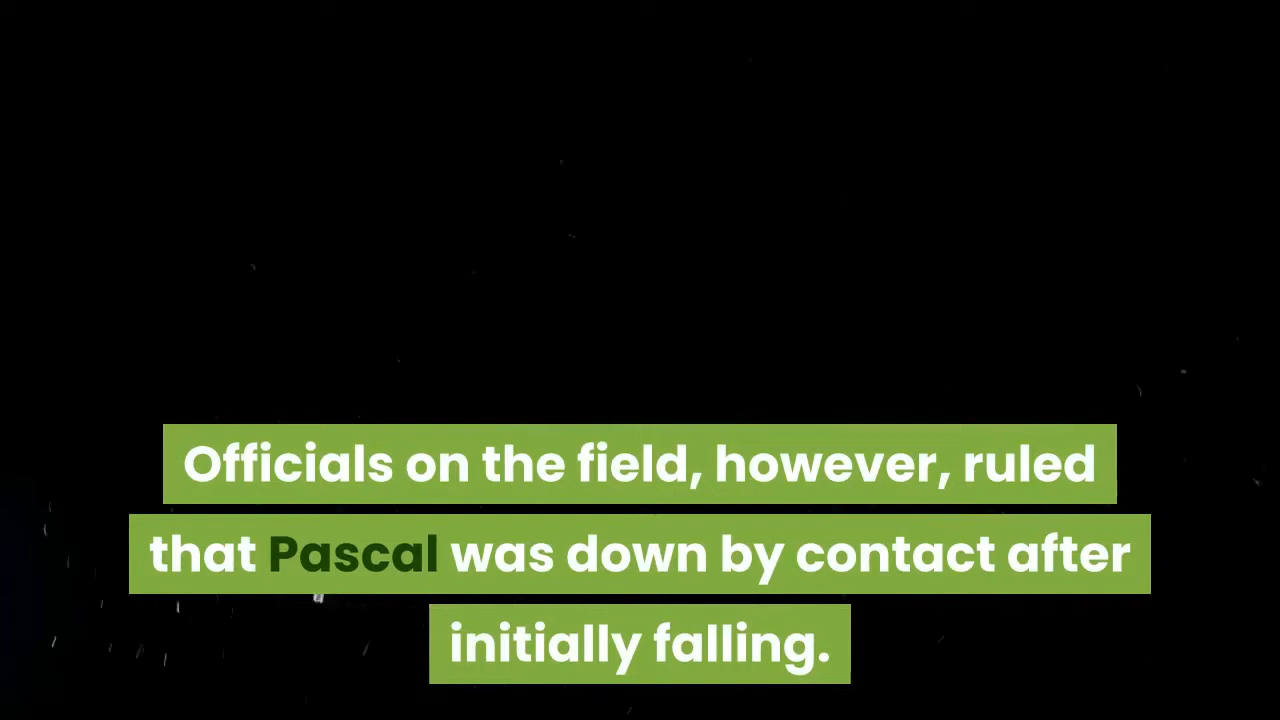 Officials on the field, however, ruled
that Pascal was down by contact after
initially falling.